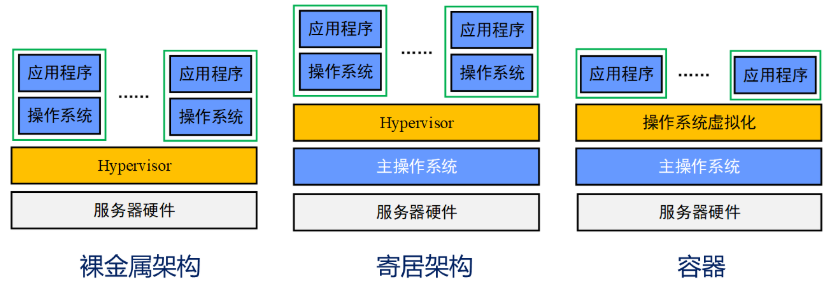 应用程序
操作系统
……
应用程序
操作系统
Hypervisor
服务器硬件
裸金属架构
应用程序
操作系统
……
应用程序
操作系统
Hypervisor
主操作系统
服务器硬件
寄居架构
应用程序
……
应用程序
操作系统虚拟化
主操作系统
服务器硬件
容器